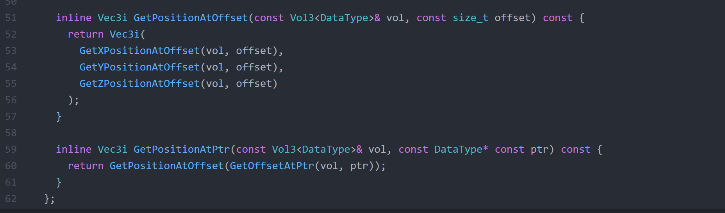 50
51 inline Vec3i GetPositionAtOffset(const Vol3<DataType>& vol, const size_t offset) const {
52 return Vec3i(
53 GetXPositionAtOffset(vol, offset),
54 GetYPositionAtOffset(vol, offset),
55 GetZPositionAtOffset(vol, offset)
56 );
57 }
58
59 inline Vec3i GetPositionAtPtr(const Vol3<DataType>& vol, const DataType* const ptr) const {
60 return GetPositionAtOffset(GetOffsetAtPtr(vol, ptr));
61 }
62 };